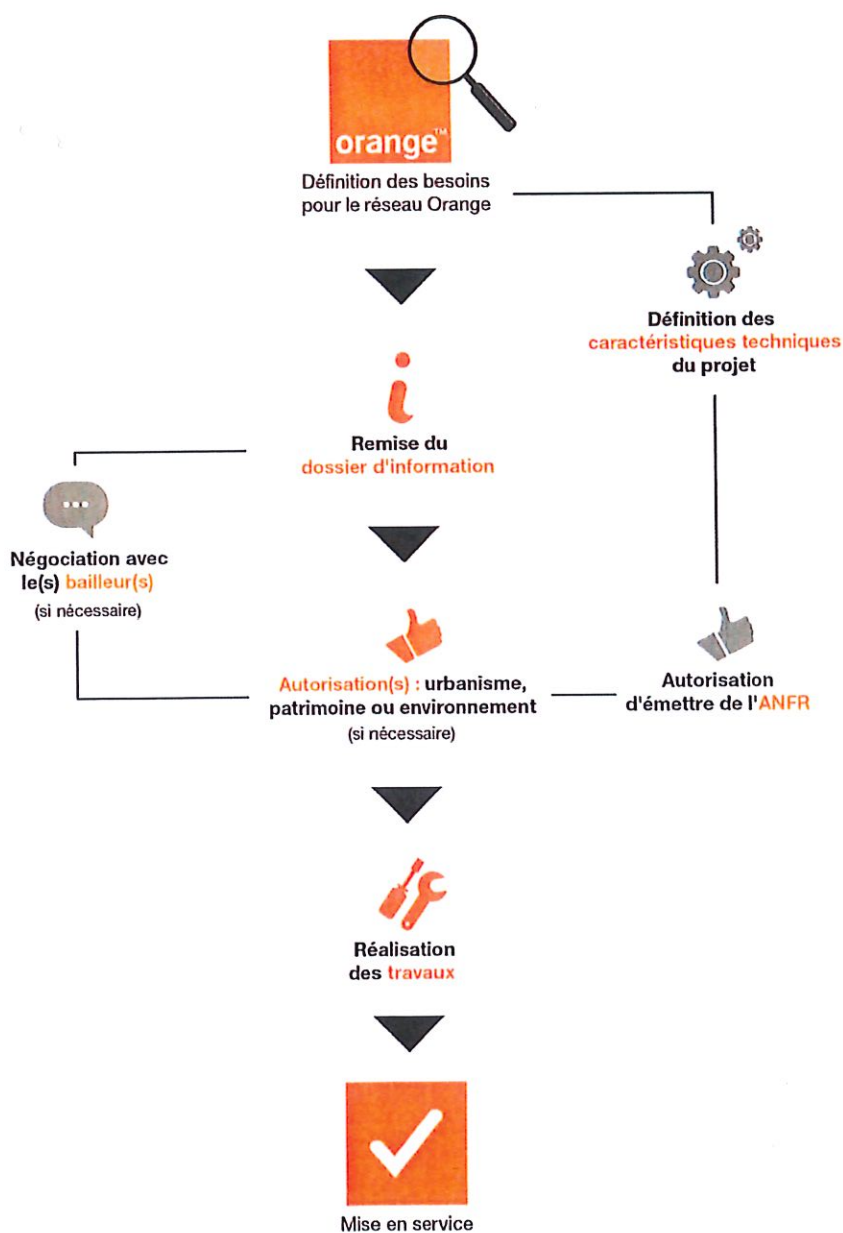 orange™
Définition des besoins
pour le réseau Orange
Définition des
caractéristiques techniques
du projet
Remise du
dossier d'information
Négociation avec
le(s) bailleur(s)
(si nécessaire)
Autorisation(s) : urbanisme,
patrimoine ou environnement
(si nécessaire)
Autorisation
d'émettre de l'ANFR
Réalisation
des travaux
Mise en service